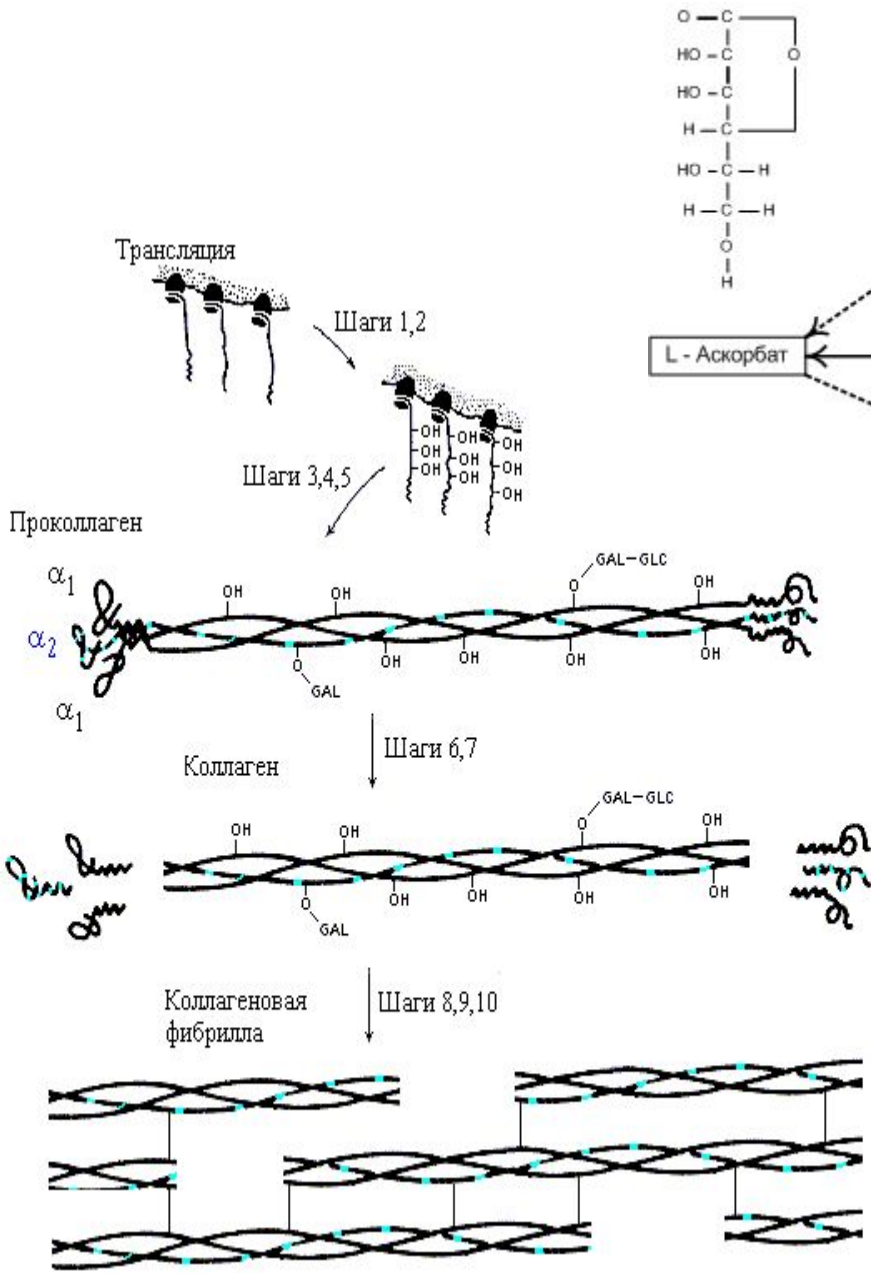 O — C
HO — C
O
HO — C
H — C
HO — C — H
H — C — H
O
H
L - Аскорбат
Трансляция
Шаги 1,2
OH
OH
OH
OH
OH
OH
OH
OH
OH
Шаги 3,4,5
Проколлаген
α1
α2
α1
OH
OH
O
GAL-GLC
OH
O
GAL
OH
OH
OH
OH
Шаги 6,7
Коллаген
OH
OH
O
GAL-GLC
OH
O
GAL
OH
OH
OH
OH
Коллагеновая
фибрилла
Шаги 8,9,10